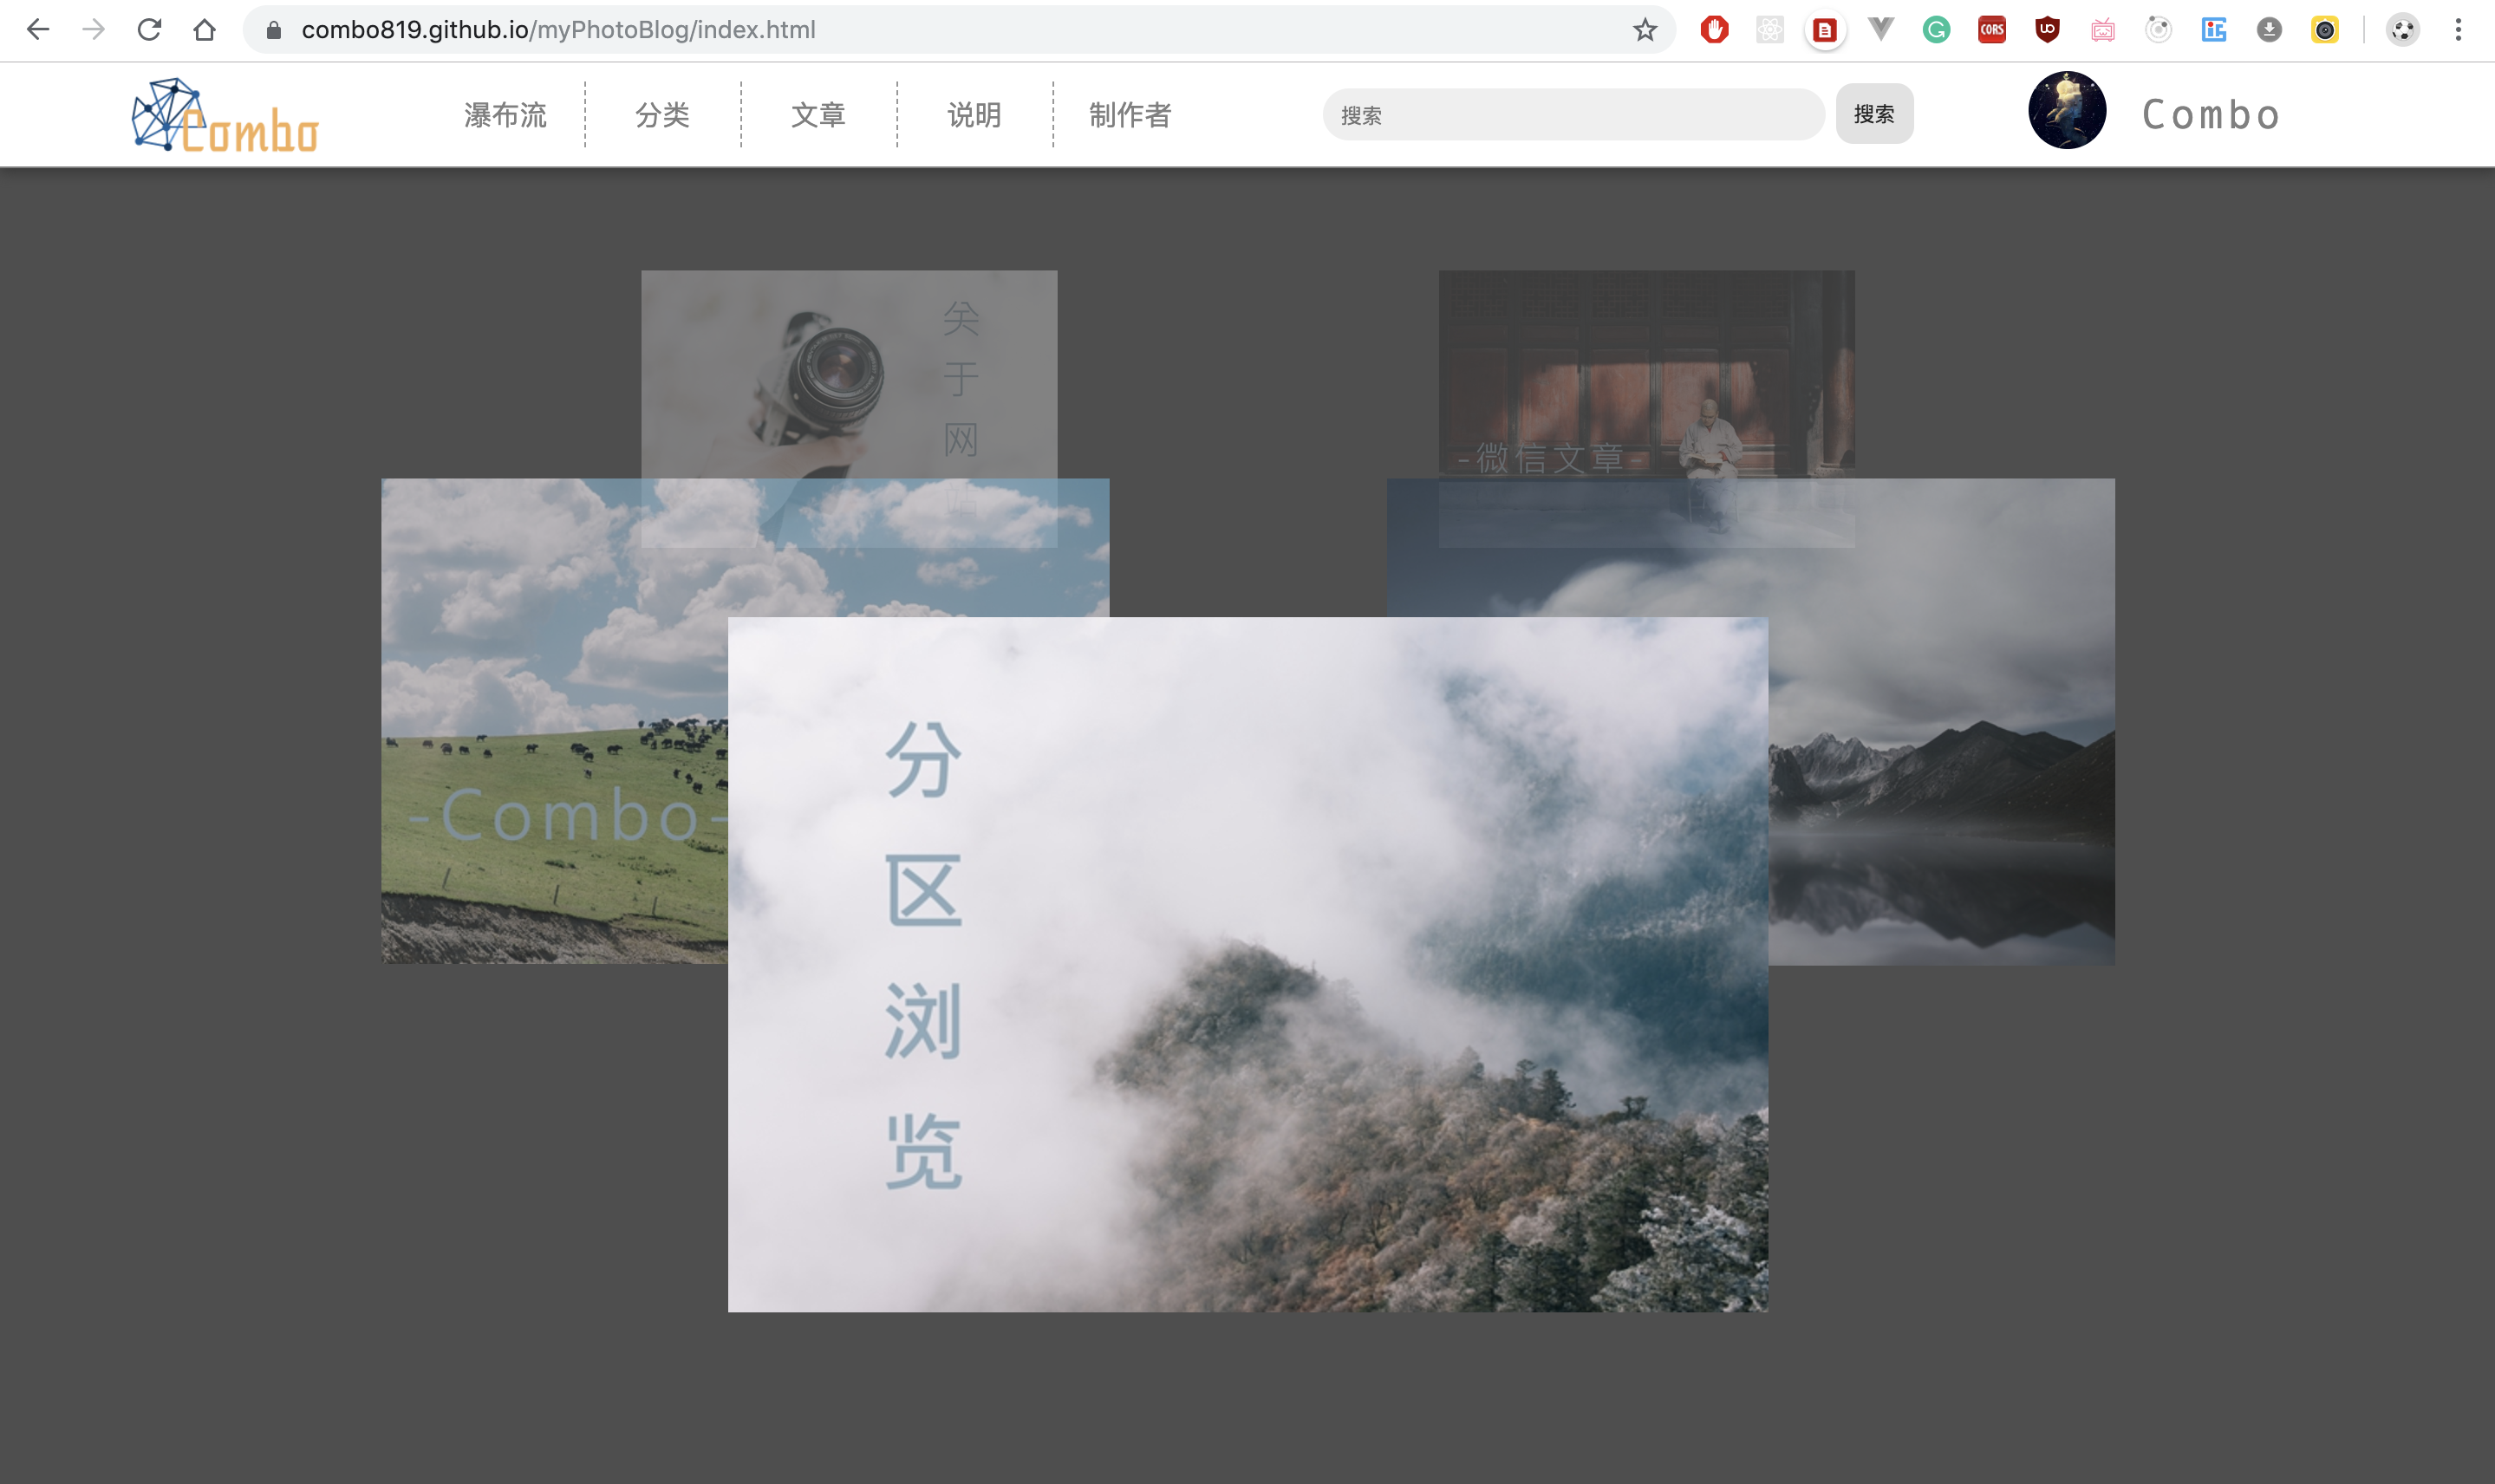 combo819.github.io/myPhotoBlog/index.html
CORS
Combo
瀑布流
分类
文章
说明
制作者
搜索
搜索
Combo
关
于
网
站
-微信文章-
-Combo-
分
区
浏
览